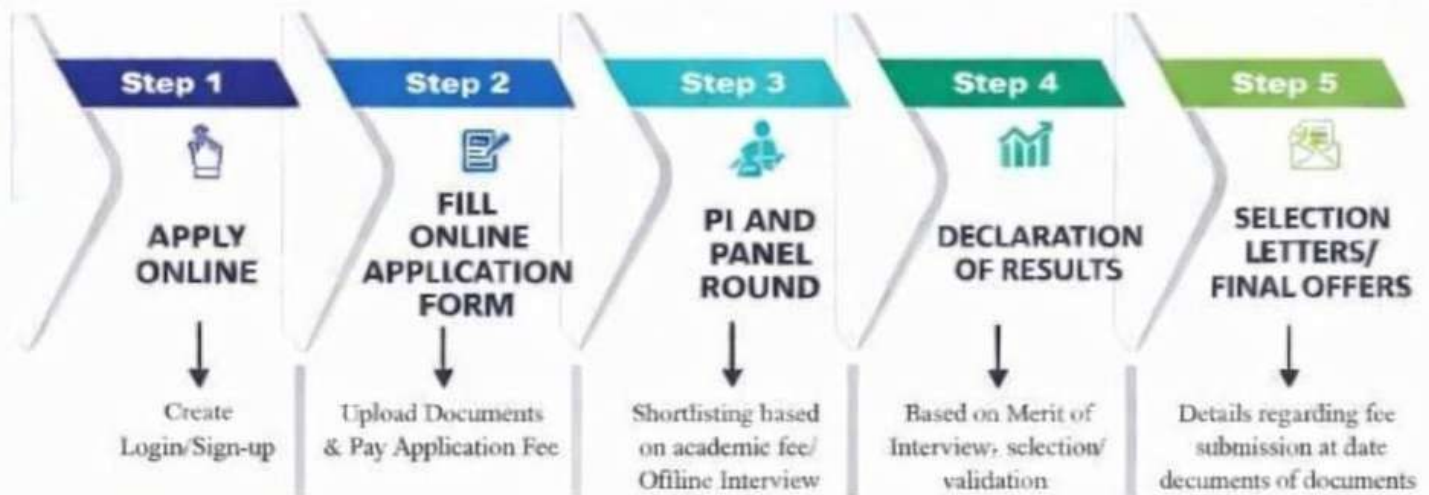 Step 1
APPLY
ONLINE
Create
Login/Sign-up
Step 2
FILL
ONLINE
APPLICATION
FORM
Upload Documents
& Pay Application Fee
Step 3
PI AND
PANEL
ROUND
Shortlisting based
on academic fee/
Offline Interview
Step 4
DECLARATION
OF RESULTS
Based on Merit of
Interview, selection/
validation
Step 5
SELECTION
LETTERS/
FINAL OFFERS
Details regarding fee
submission at date
decuments of documents